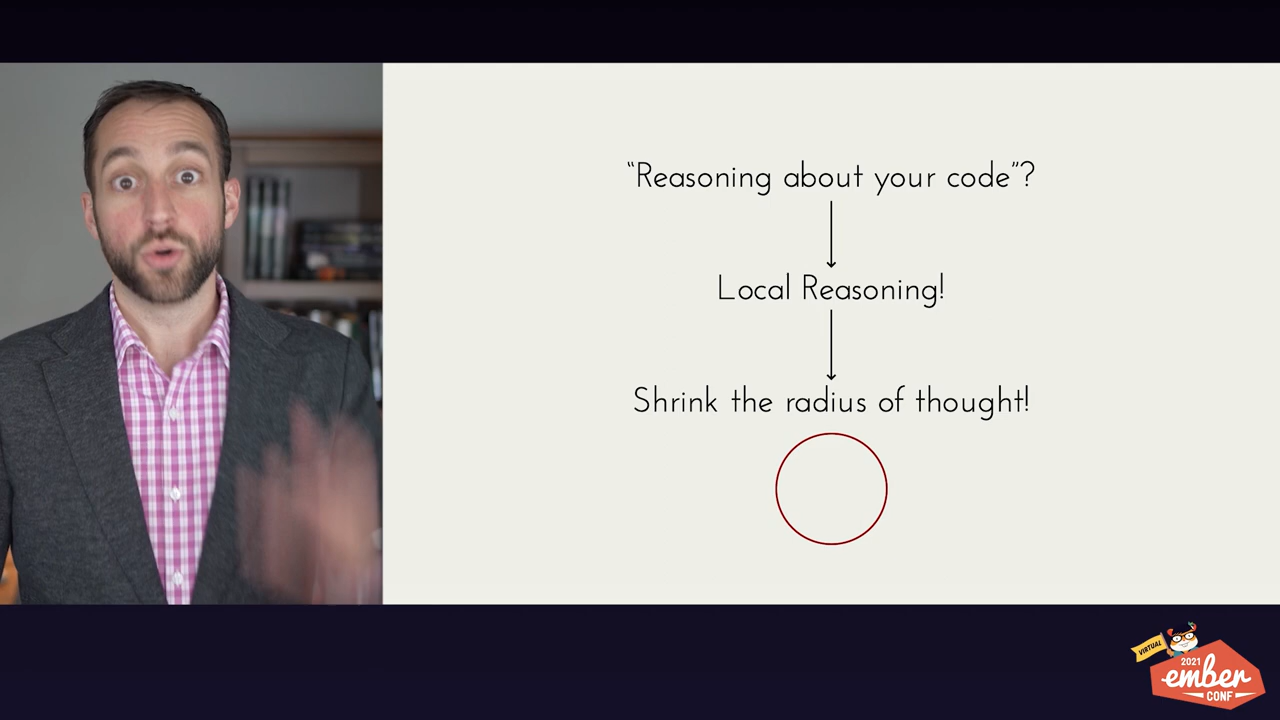 “Reasoning about your code”?
Local Reasoning!
Shrink the radius of thought!
VIRTUAL
2021
ember
CONF